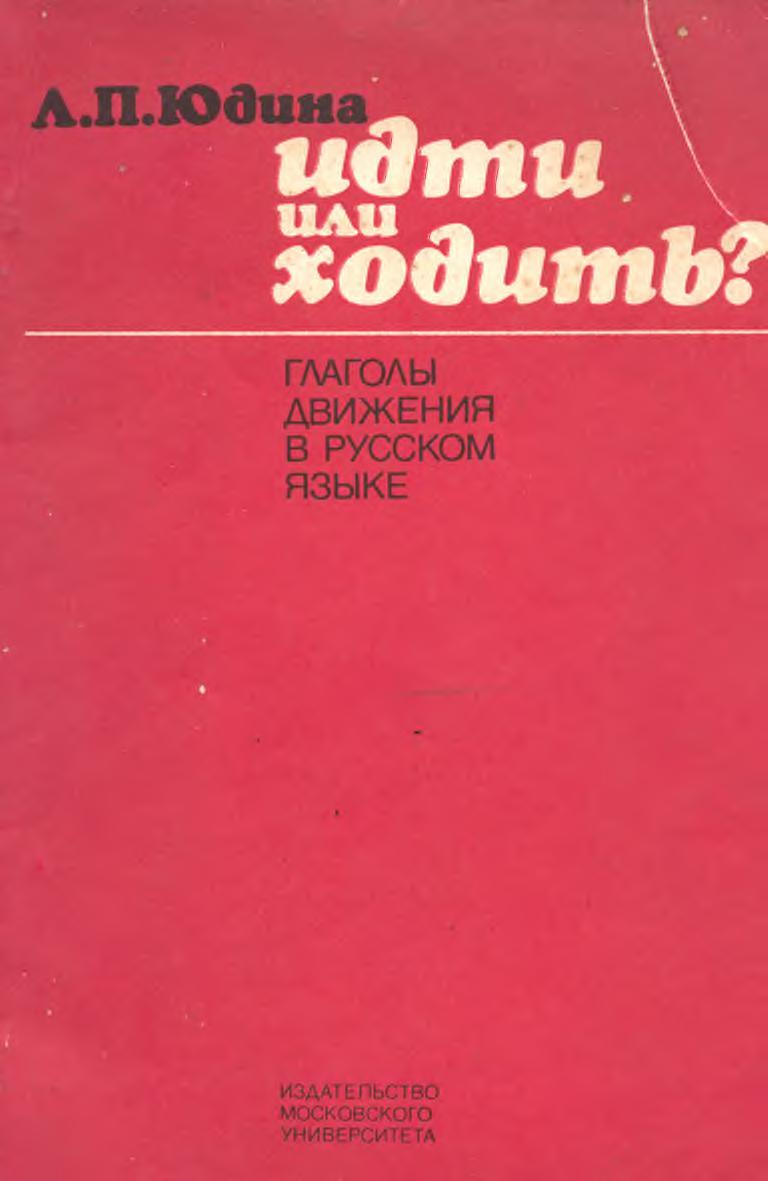 Л.П.Юдина
идти
или
ходить?
ГЛАГОЛЫ
ДВИЖЕНИЯ
В РУССКОМ
ЯЗЫКЕ
ИЗДАТЕЛЬСТВО
МОСКОВСКОГО
УНИВЕРСИТЕТА